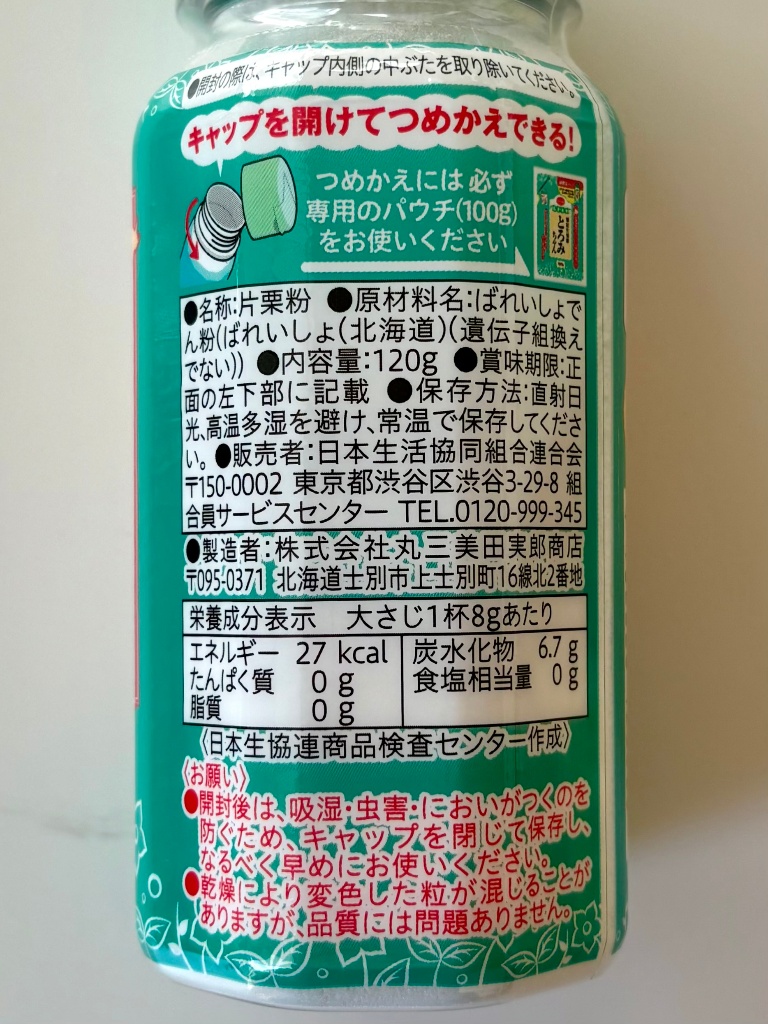 ●開封の際は、キャップ内側の中ぶたを取り除いてください。
キャップを開けてつめかえできる!
つめかえには必ず
専用のパウチ(100g)
をお使いください
とろみ
ちゃん
●名称:片栗粉 ●原材料名:ばれいしょで
ん粉(ばれいしょ(北海道)(遺伝子組換え
でない)) ●内容量:120g ●賞味期限:正
面の左下部に記載 ●保存方法:直射日
光、高温多湿を避け、常温で保存してくださ
い。 ●販売者:日本生活協同組合連合会
〒150-0002 東京都渋谷区渋谷3-29-8 組
合員サービスセンター TEL.0120-999-345
●製造者:株式会社丸三美田実郎商店
〒095-0371 北海道士別市上士別町16線北2番地
栄養成分表示 大さじ1杯8gあたり
エネルギー 27 kcal 炭水化物 6.7 g
たんぱく質 0 g 食塩相当量 0 g
脂質 0 g
〈日本生協連商品検査センター作成〉
〈お願い〉
●開封後は、吸湿・虫害・においがつくのを
防ぐため、キャップを閉じて保存し、
なるべく早めにお使いください。
●乾燥により変色した粒が混じることが
ありますが、品質には問題ありません。